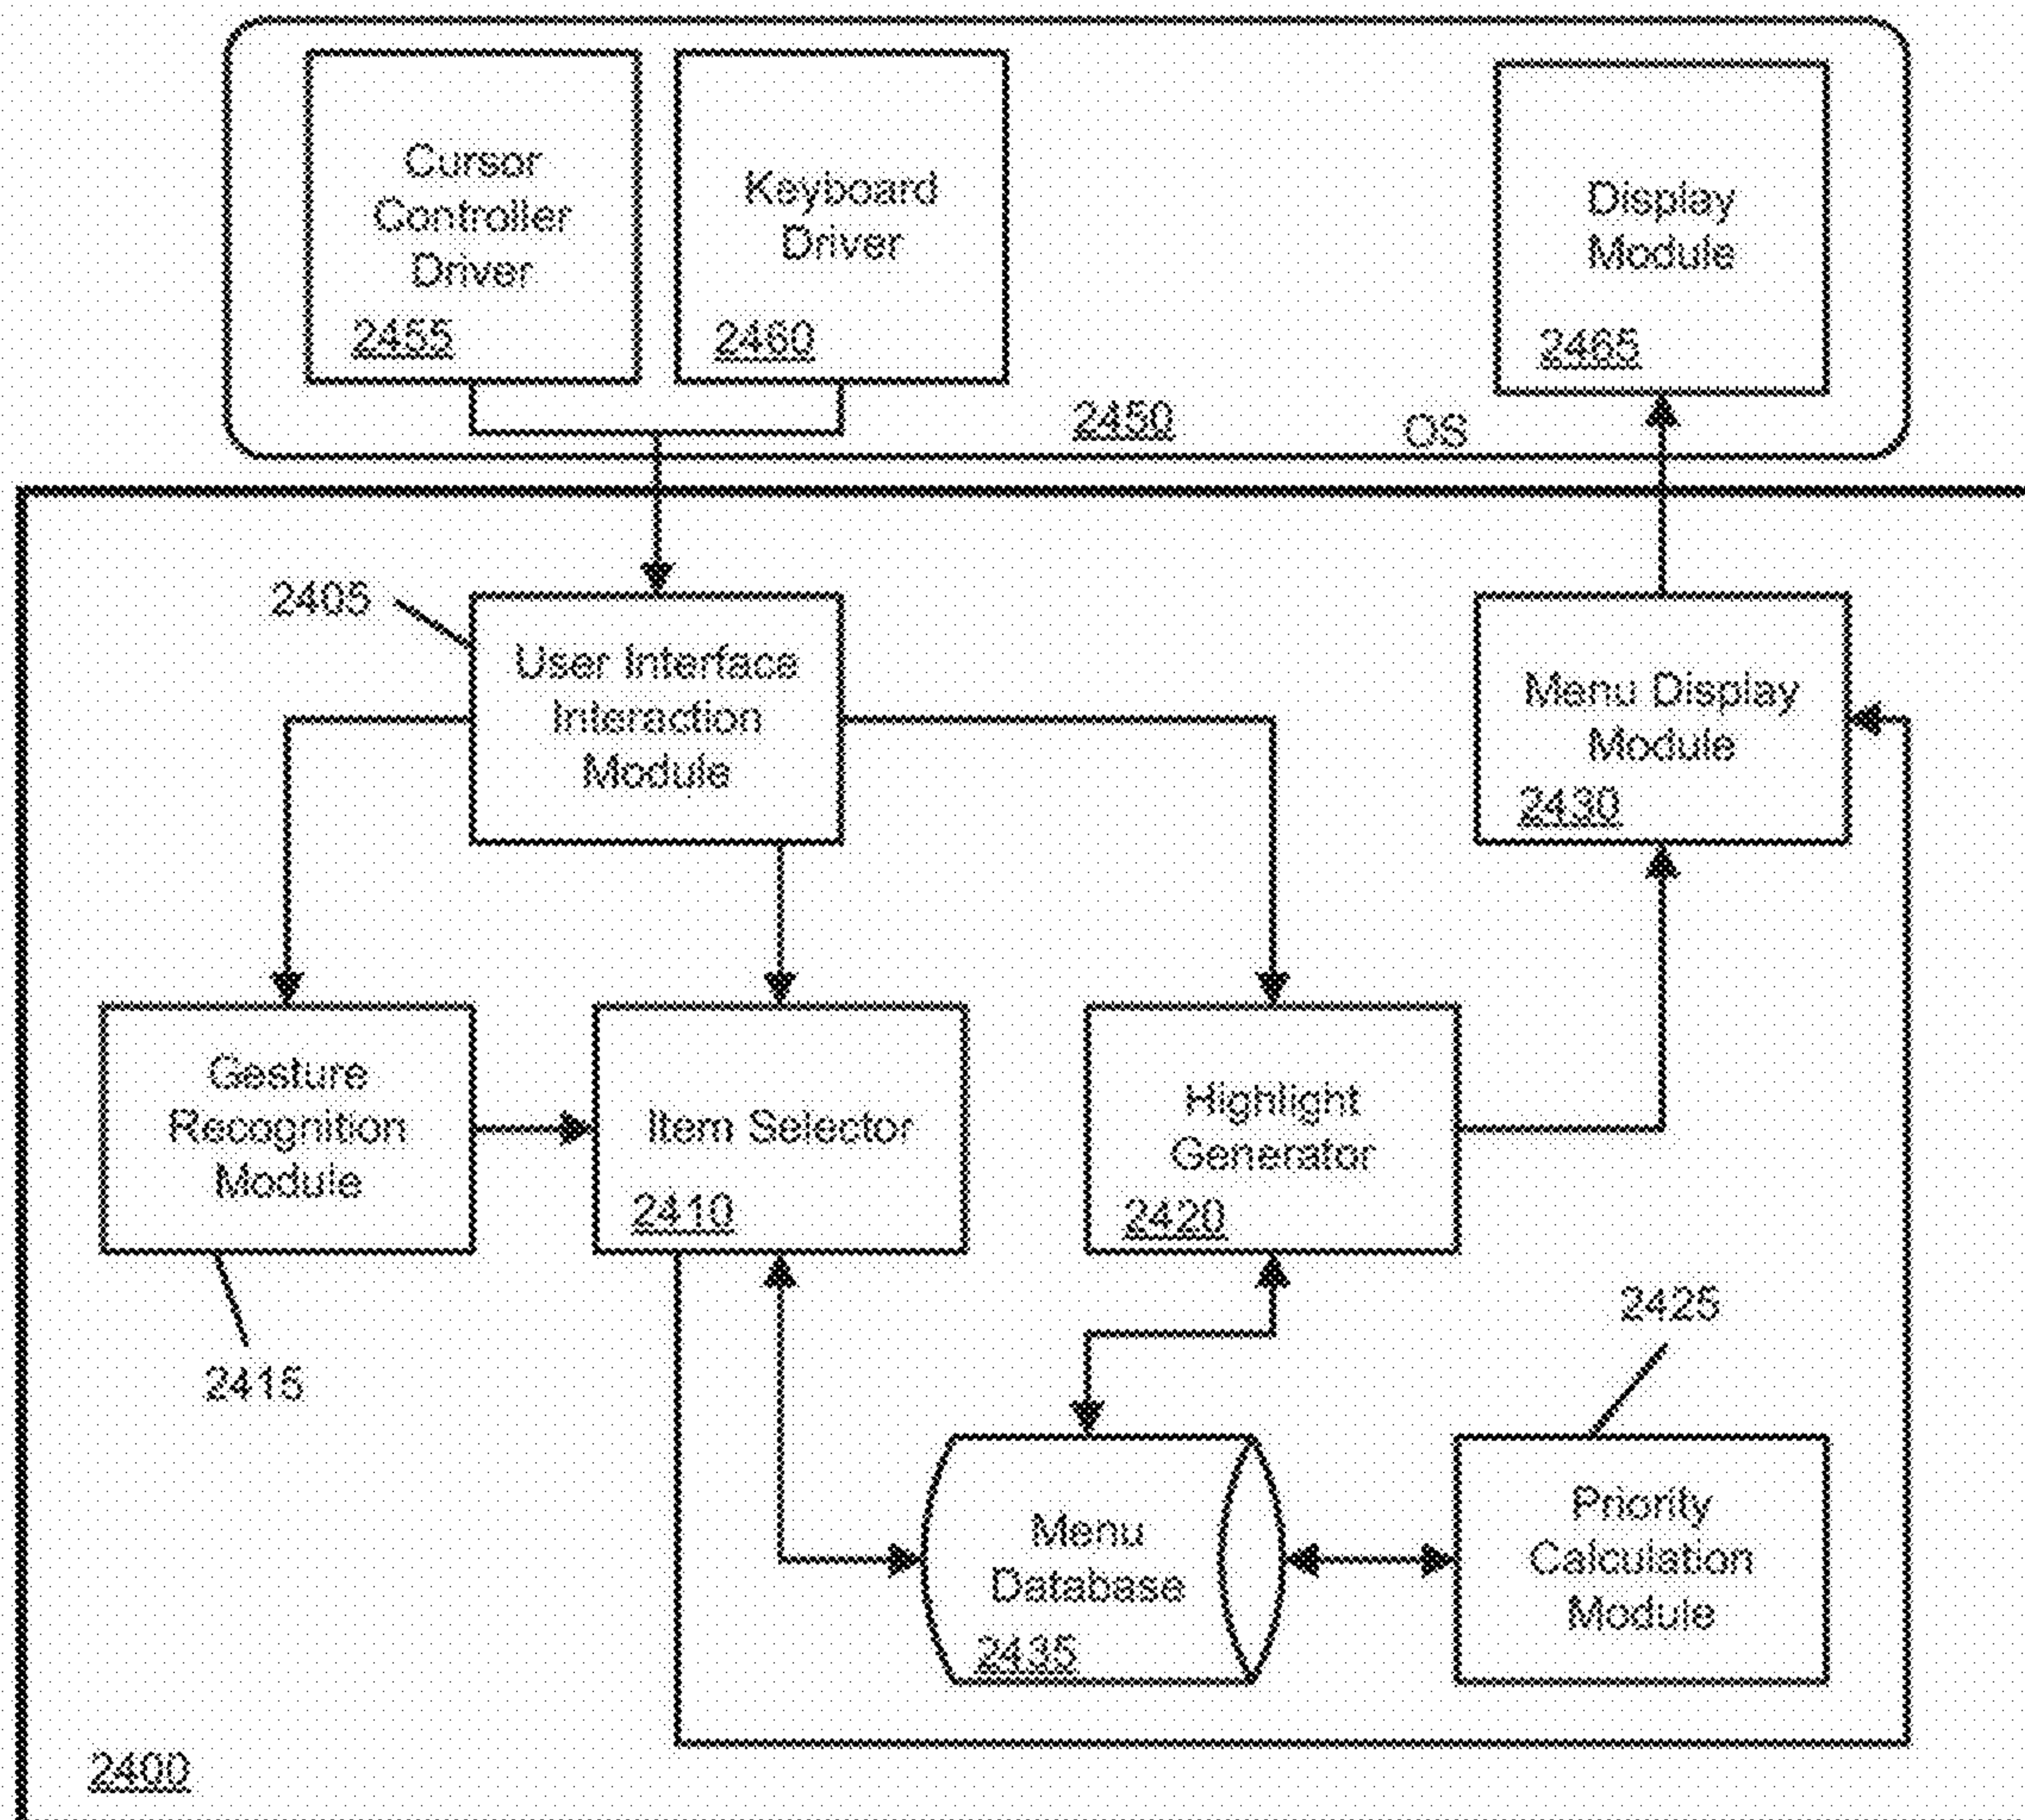 Cursor
Controller
Driver
2455
Keyboard
Driver
2460
Display
Module
2465
2450
OS
2405
User Interface
Interaction
Module
Menu Display
Module
2430
Gesture
Recognition
Module
2415
Item Selector
2410
Highlight
Generator
2420
2425
Menu
Database
2435
Priority
Calculation
Module
2400